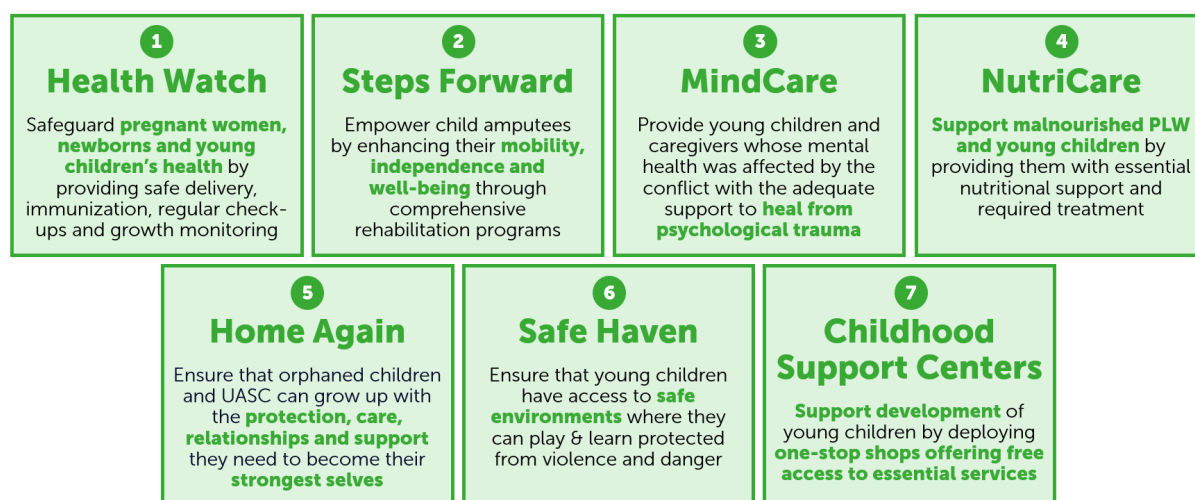 1
Health Watch
Safeguard pregnant women,
newborns and young
children's health by
providing safe delivery,
immunization, regular check-
ups and growth monitoring
2
Steps Forward
Empower child amputees
by enhancing their mobility,
independence and
well-being through
comprehensive
rehabilitation programs
3
MindCare
Provide young children and
caregivers whose mental
health was affected by the
conflict with the adequate
support to heal from
psychological trauma
4
NutriCare
Support malnourished PLW
and young children by
providing them with essential
nutritional support and
required treatment
5
Home Again
Ensure that orphaned children
and UASC can grow up with
the protection, care,
relationships and support
they need to become their
strongest selves
6
Safe Haven
Ensure that young children
have access to safe
environments where they
can play & learn protected
from violence and danger
7
Childhood
Support Centers
Support development of
young children by deploying
one-stop shops offering free
access to essential services